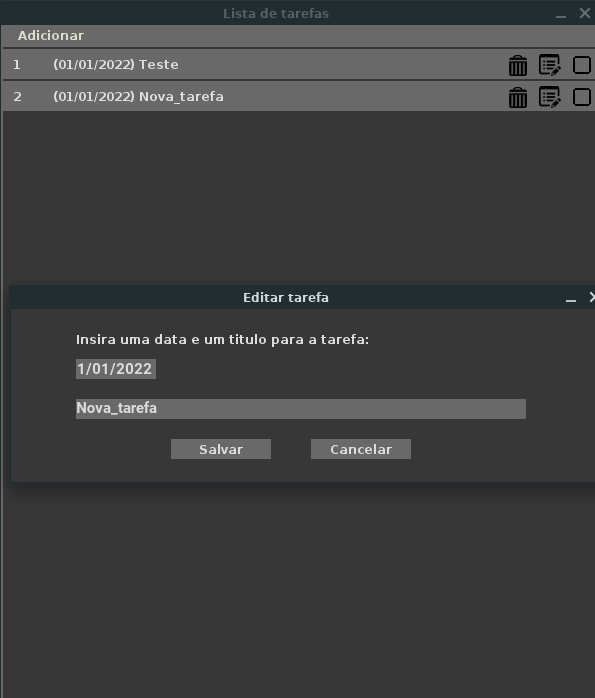 Lista de tarefas
Adicionar
1 (01/01/2022) Teste
2 (01/01/2022) Nova_tarefa
Editar tarefa
Insira uma data e um titulo para a tarefa:
1/01/2022
Nova_tarefa
Salvar Cancelar